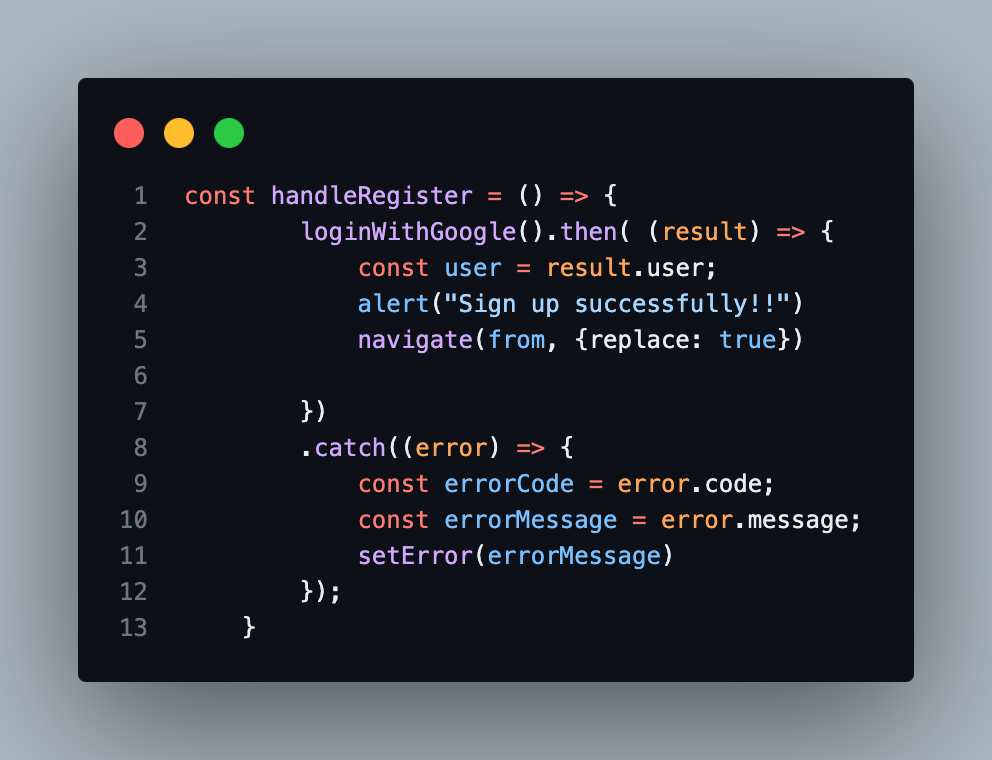 1 const handleRegister = () => {
2         loginWithGoogle().then( (result) => {
3             const user = result.user;
4             alert("Sign up successfully!!")
5             navigate(from, {replace: true})
6
7         })
8         .catch((error) => {
9             const errorCode = error.code;
10             const errorMessage = error.message;
11             setError(errorMessage)
12         });
13     }